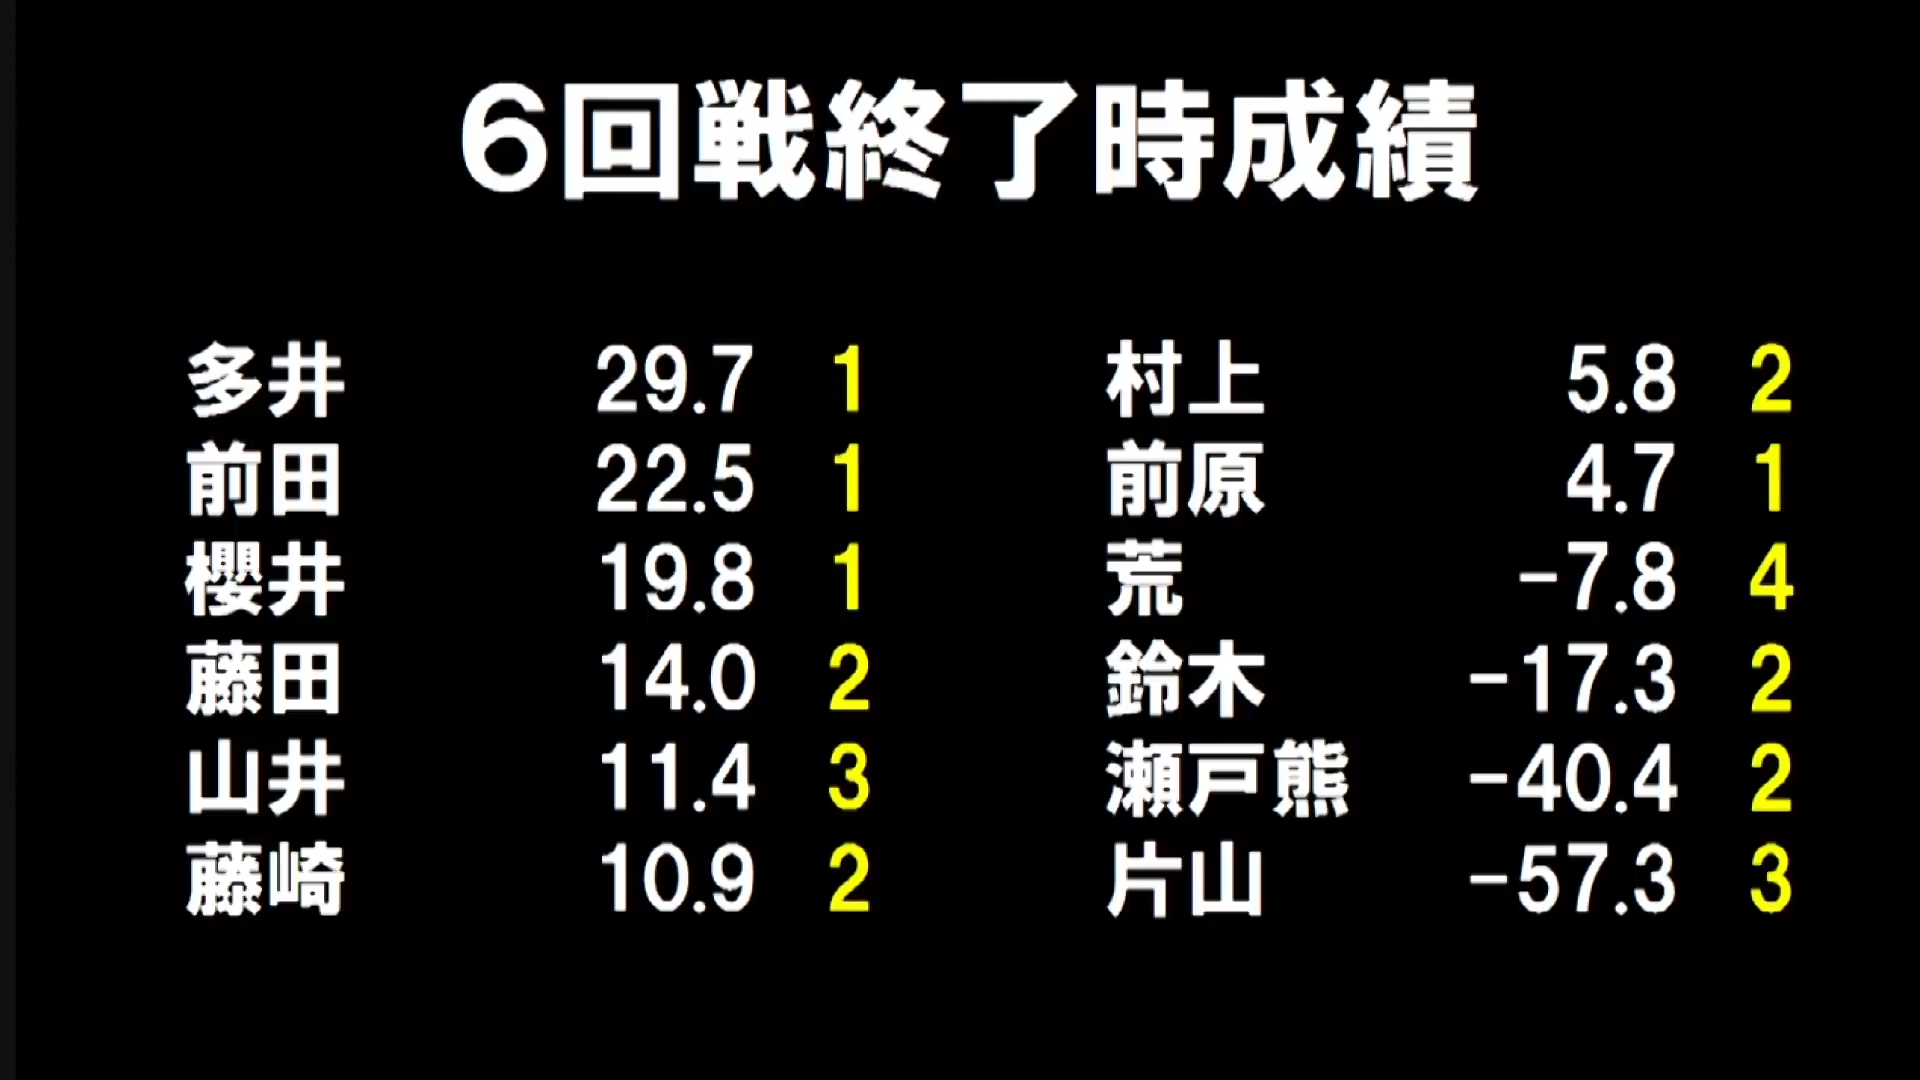 6回戦終了時成績
多井 29.7 1
前田 22.5 1
櫻井 19.8 1
藤田 14.0 2
山井 11.4 3
藤崎 10.9 2
村上 5.8 2
前原 4.7 1
荒 -7.8 4
鈴木 -17.3 2
瀬戸熊 -40.4 2
片山 -57.3 3